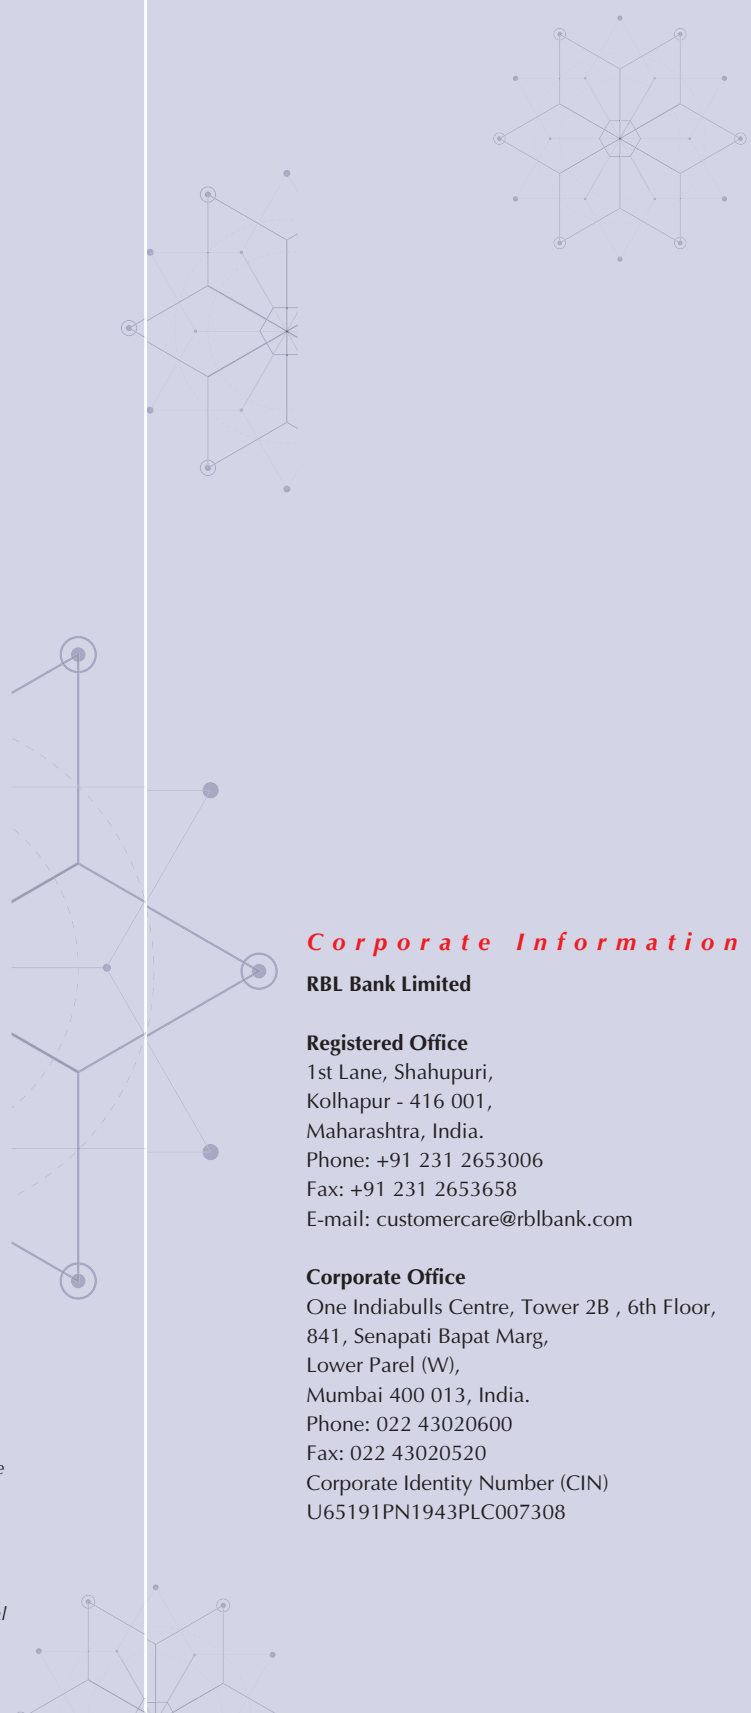 Corporate Information
RBL Bank Limited
Registered Office
1st Lane, Shahupuri,
Kolhapur - 416 001,
Maharashtra, India.
Phone: +91 231 2653006
Fax: +91 231 2653658
E-mail: customercare@rblbank.com
Corporate Office
One Indiabulls Centre, Tower 2B , 6th Floor,
841, Senapati Bapat Marg,
Lower Parel (W),
Mumbai 400 013, India.
Phone: 022 43020600
Fax: 022 43020520
Corporate Identity Number (CIN)
U65191PN1943PLC007308